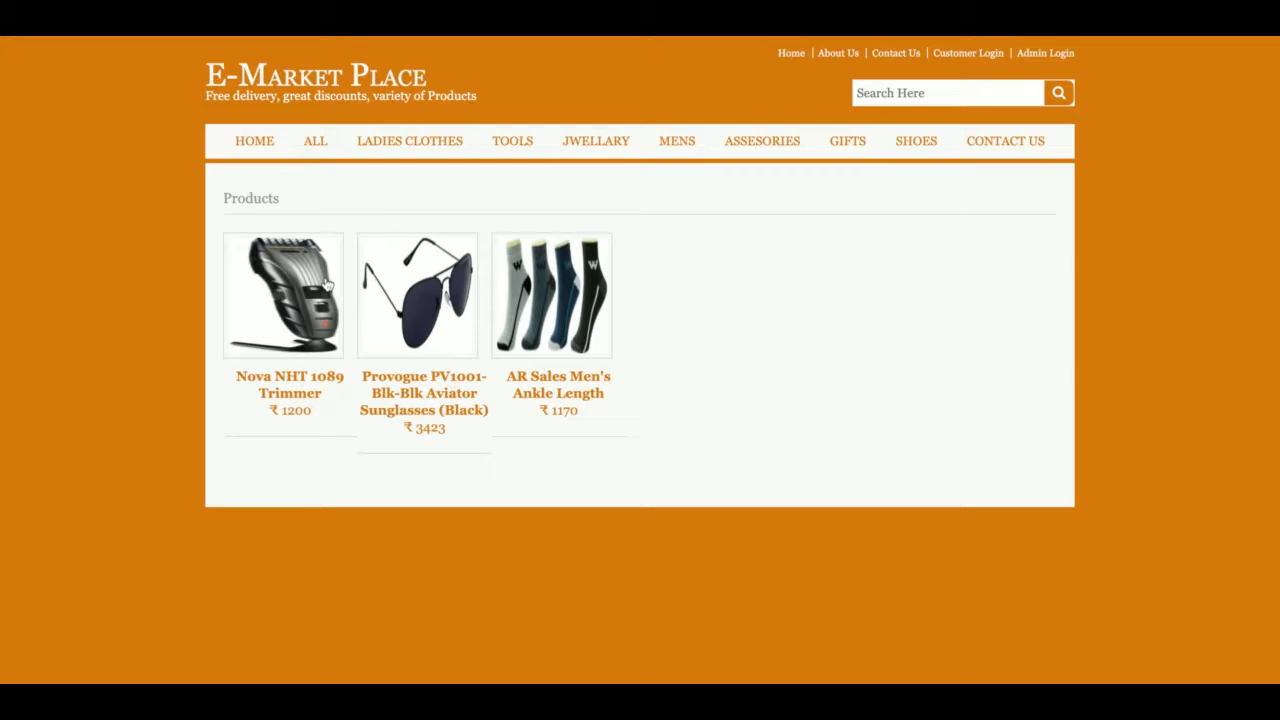 Home | About Us | Contact Us | Customer Login | Admin Login
E-Market Place
Free delivery, great discounts, variety of Products
Search Here
HOME ALL LADIES CLOTHES TOOLS JWELLARY MENS ASSESORIES GIFTS SHOES CONTACT US
Products
W W
Nova NHT 1089
Trimmer
₹ 1200
Provogue PV1001-
Blk-Blk Aviator
Sunglasses (Black)
₹ 3423
AR Sales Men's
Ankle Length
₹ 1170